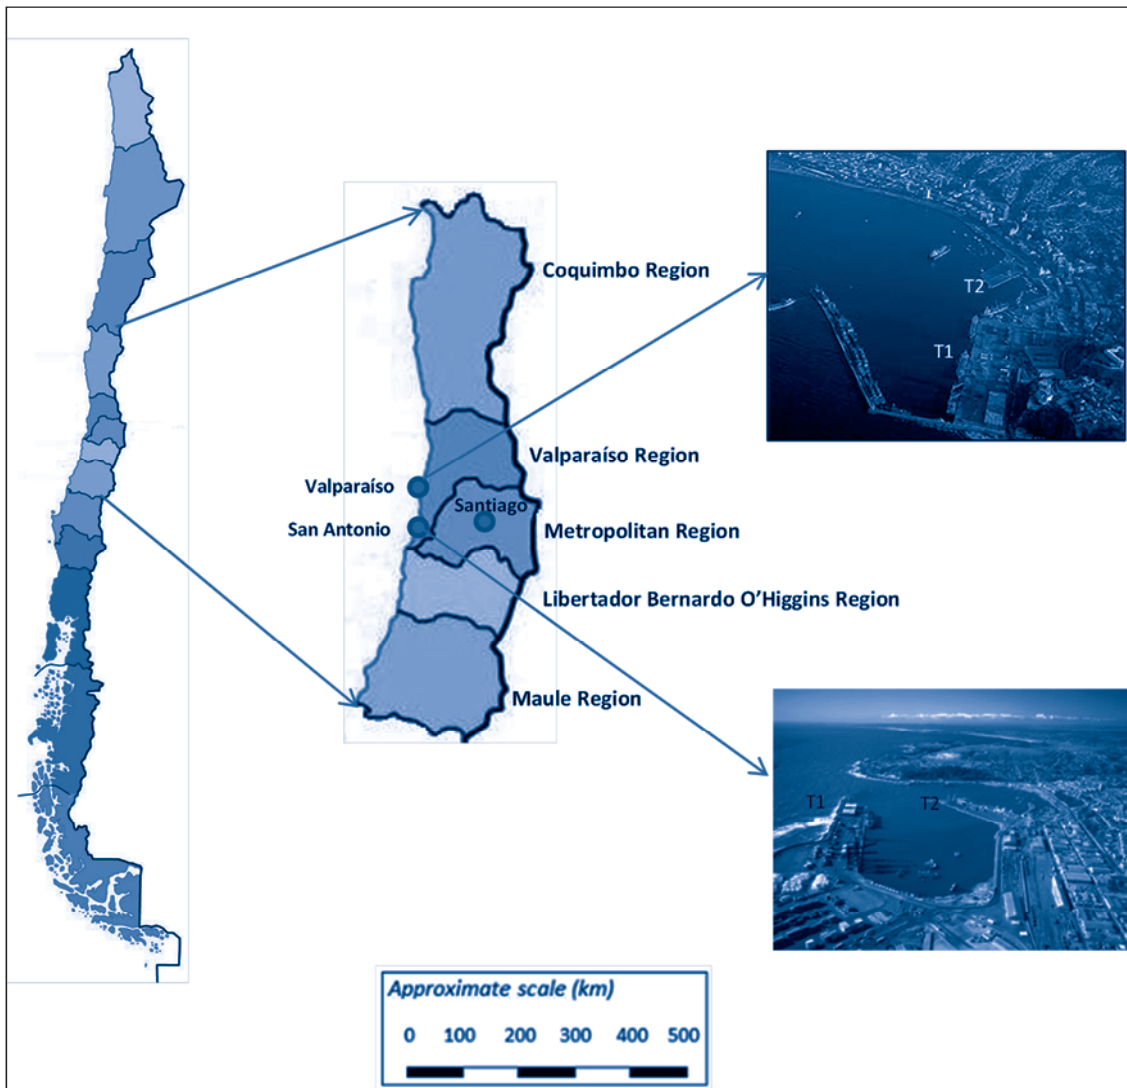 Coquimbo Region
T2
T1
Valparaíso Region
Valparaíso
Santiago
San Antonio
Metropolitan Region
Libertador Bernardo O’Higgins Region
Maule Region
T1
T2
Approximate scale (km)
0 100 200 300 400 500